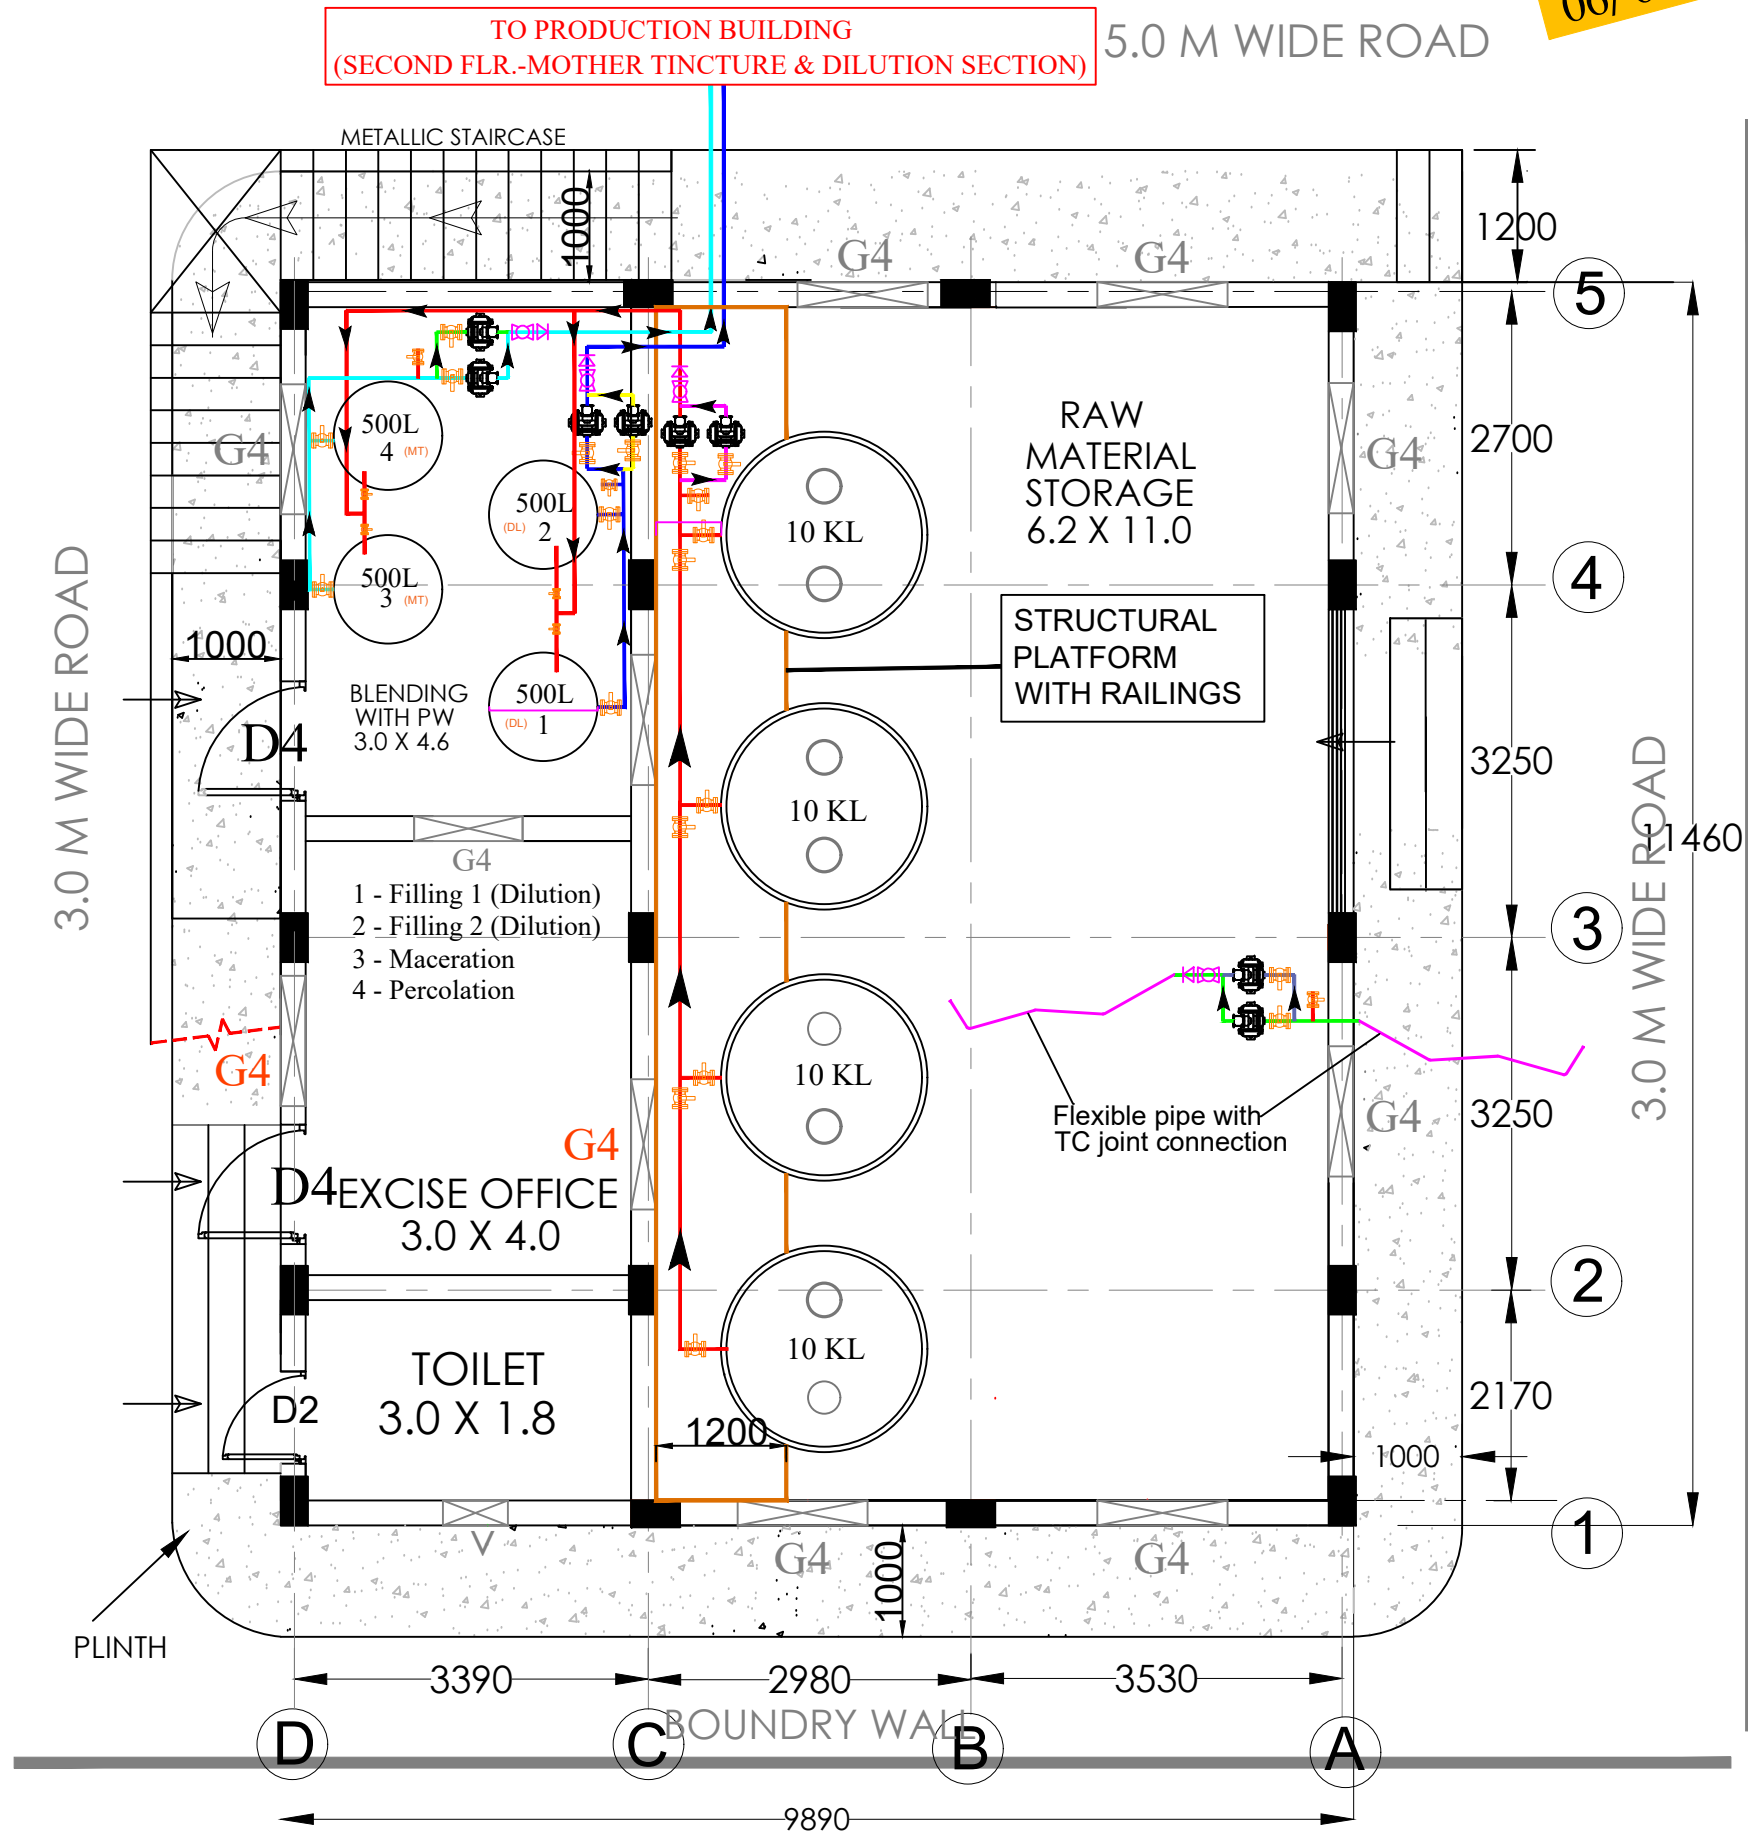 TO PRODUCTION BUILDING
(SECOND FLR.-MOTHER TINCTURE & DILUTION SECTION)
5.0 M WIDE ROAD
METALLIC STAIRCASE
1000
1200
G4
G4
5
500L
4 (MT)
G4
RAW
MATERIAL
STORAGE
6.2 X 11.0
G4
2700
500L
(DL) 2
10 KL
500L
3 (MT)
4
3.0 M WIDE ROAD
1000
STRUCTURAL
PLATFORM
WITH RAILINGS
BLENDING
WITH PW
3.0 X 4.6
500L
(DL) 1
D4
3250
10 KL
3.0 M WIDE ROAD
11460
G4
1 - Filling 1 (Dilution)
2 - Filling 2 (Dilution)
3 - Maceration
4 - Percolation
3
G4
10 KL
Flexible pipe with
TC joint connection
G4
3250
G4
D4
EXCISE OFFICE
3.0 X 4.0
2
10 KL
TOILET
3.0 X 1.8
D2
2170
1200
1000
V
G4
1000
G4
1
PLINTH
3390
2980
3530
BOUNDRY WALL
D
C
B
A
9890